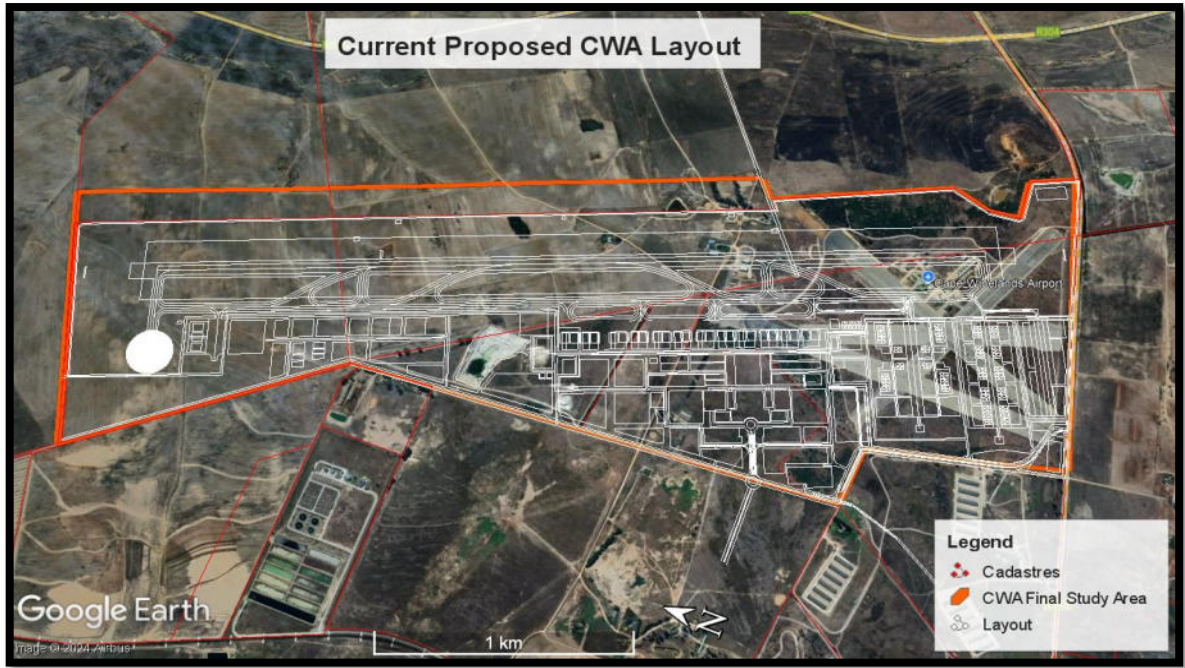 Current Proposed CWA Layout
R304
Cape Winelands Airport
Legend
Cadastres
CWA Final Study Area
Layout
Google Earth
Image © 2024 Airbus
1 km
N